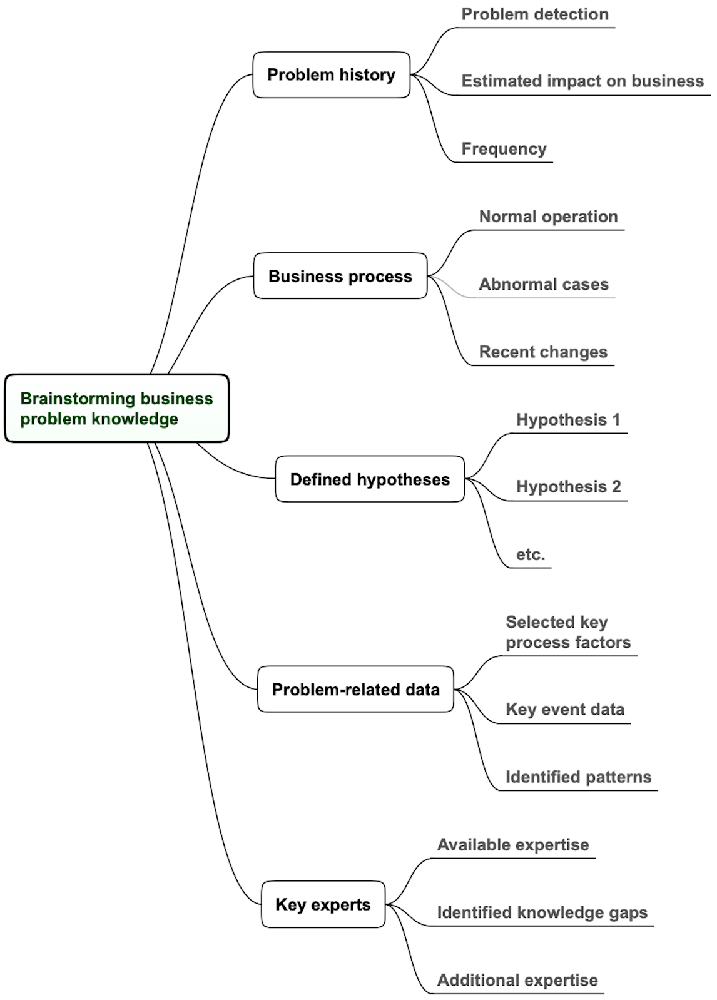 Problem detection
Problem history
Estimated impact on business
Frequency
Normal operation
Business process
Abnormal cases
Recent changes
Brainstorming business
problem knowledge
Hypothesis 1
Defined hypotheses
Hypothesis 2
etc.
Selected key
process factors
Problem-related data
Key event data
Identified patterns
Available expertise
Key experts
Identified knowledge gaps
Additional expertise